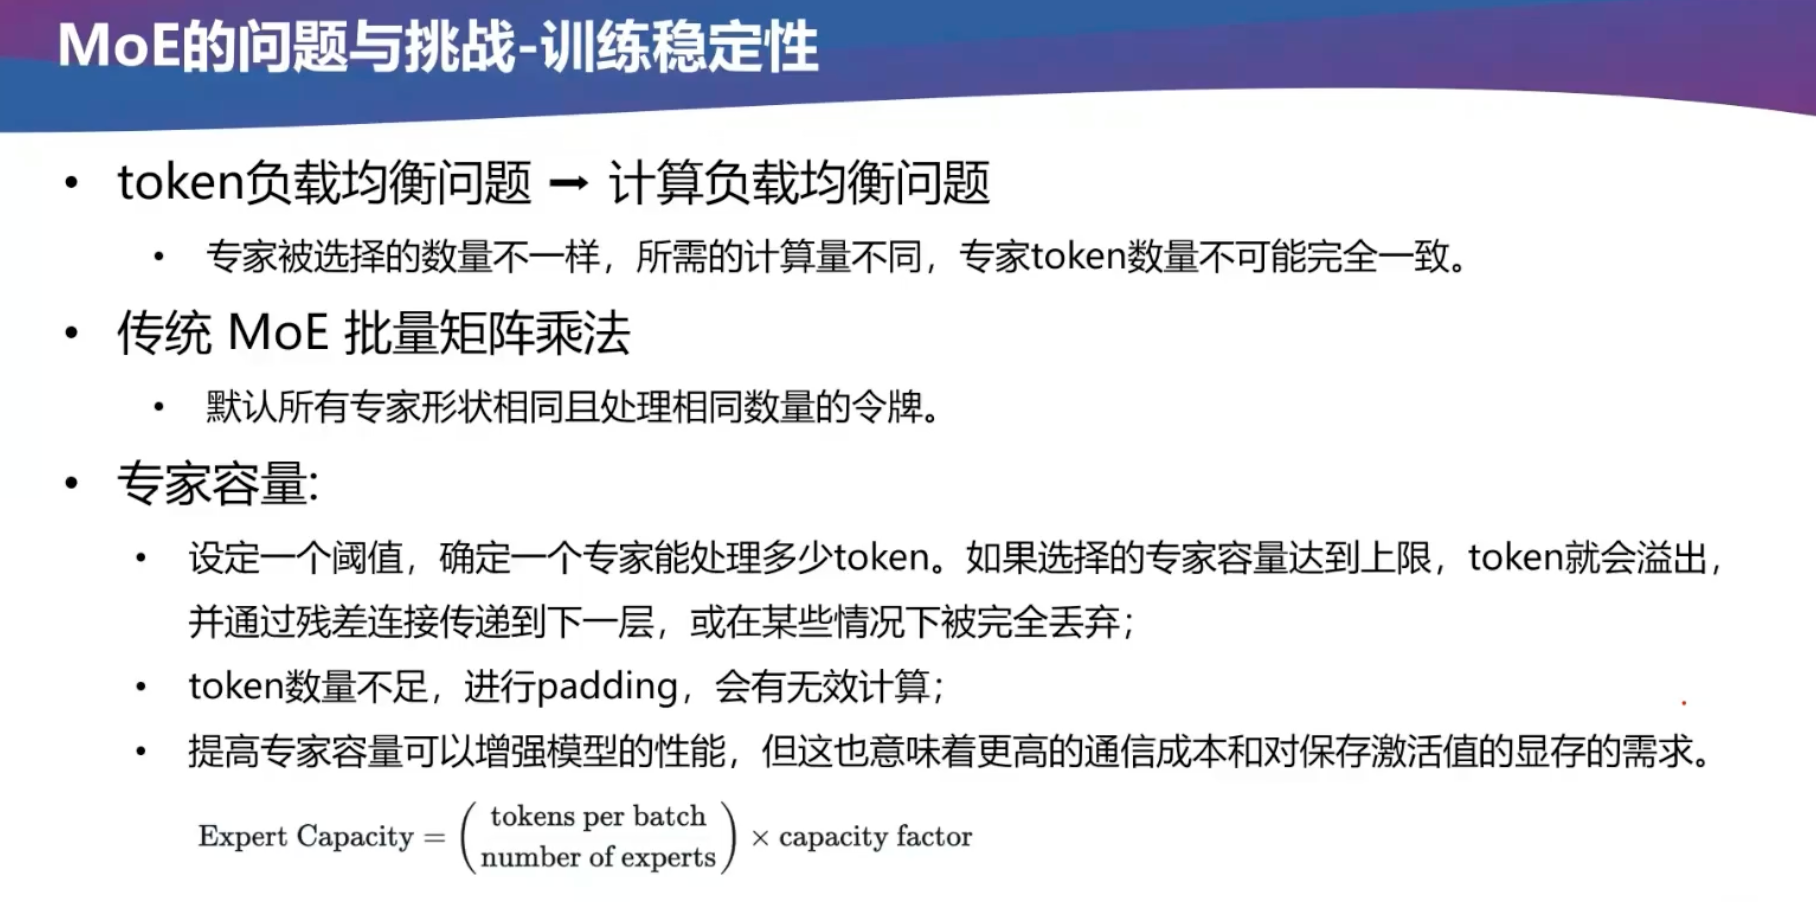 MoE的问题与挑战-训练稳定性
• token负载均衡问题 ➡ 计算负载均衡问题
• 专家被选择的数量不一样，所需的计算量不同，专家token数量不可能完全一致。
• 传统 MoE 批量矩阵乘法
• 默认所有专家形状相同且处理相同数量的令牌。
• 专家容量:
• 设定一个阈值，确定一个专家能处理多少token。如果选择的专家容量达到上限，token就会溢出，
并通过残差连接传递到下一层，或在某些情况下被完全丢弃；
• token数量不足，进行padding，会有无效计算；
• 提高专家容量可以增强模型的性能，但这也意味着更高的通信成本和对保存激活值的显存的需求。
Expert Capacity = (tokens per batch
number of experts) × capacity factor